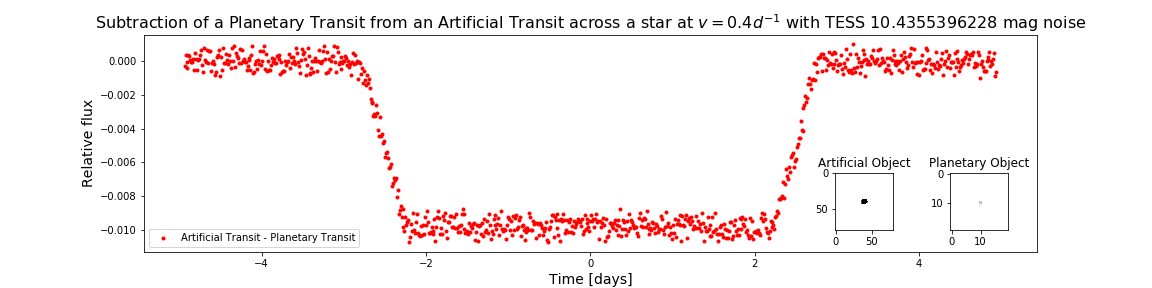 Subtraction of a Planetary Transit from an Artificial Transit across a star at v = 0.4d⁻¹ with TESS 10.4355396228 mag noise
0.000
−0.002
−0.004
−0.006
−0.008
−0.010
Relative flux
Artificial Transit - Planetary Transit
Artificial Object
0
50
0 50
Planetary Object
0
10
0 10
−4 −2 0 2 4
Time [days]